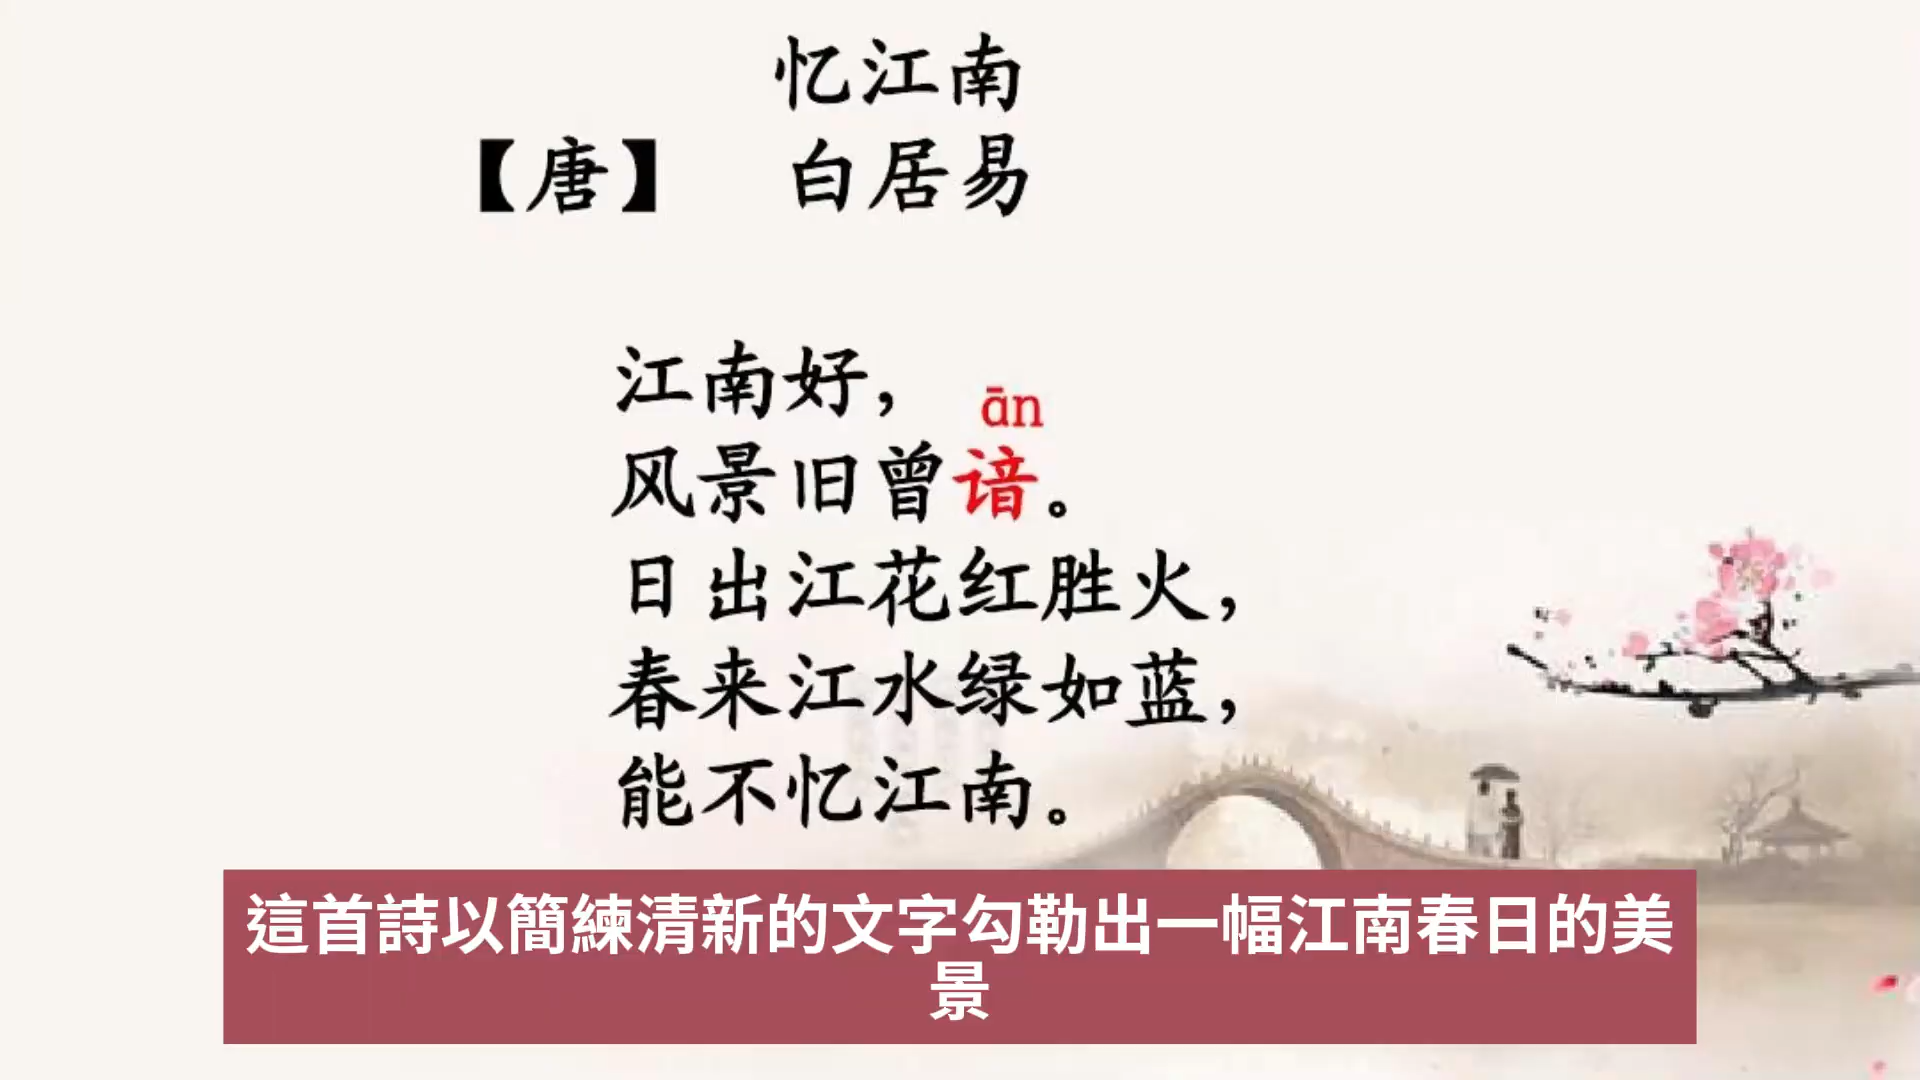 忆江南
【唐】 白居易
江南好，
ān
风景旧曾谙。
日出江花红胜火，
春来江水绿如蓝，
能不忆江南。
這首詩以簡練清新的文字勾勒出一幅江南春日的美
景